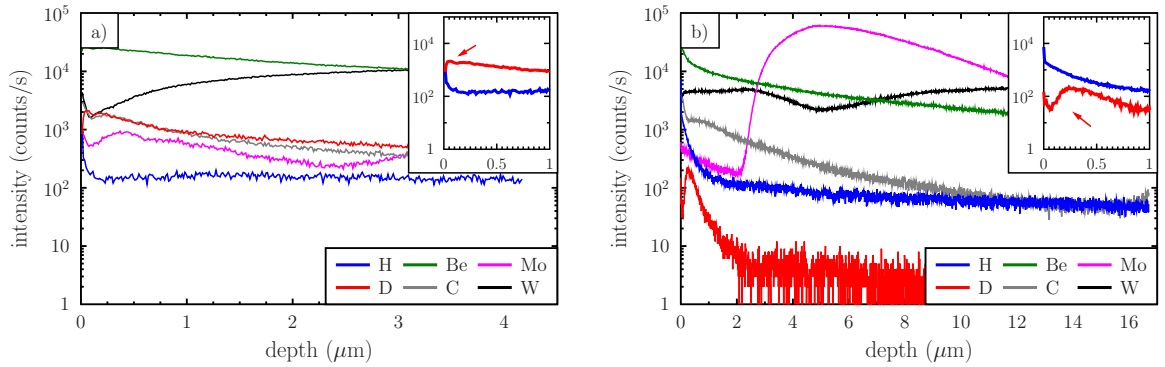 a)
intensity (counts/s)
10^5
10^4
10^3
10^2
10
1
0 1 2 3 4
depth (μm)
10^4
10^2
1
0 0.5 1
H Be Mo
D C W
b)
intensity (counts/s)
10^5
10^4
10^3
10^2
10
1
0 2 4 6 8 10 12 14 16
depth (μm)
10^4
10^2
1
0 0.5 1
H Be Mo
D C W